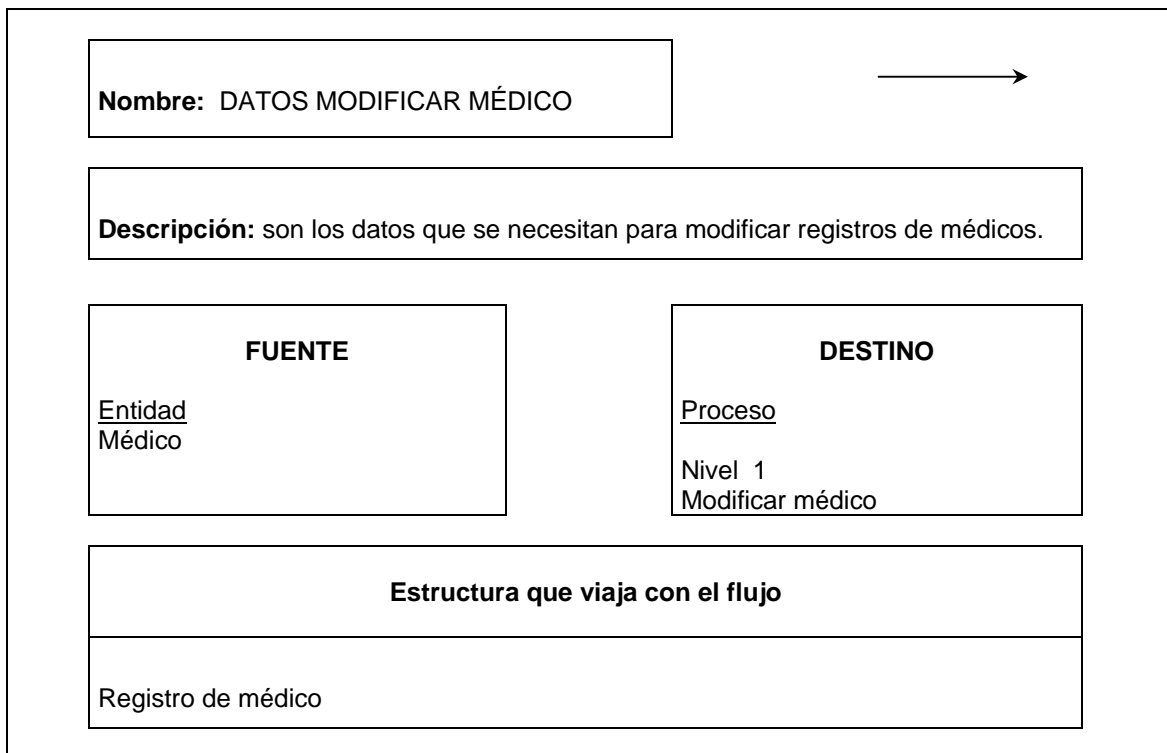 Nombre: DATOS MODIFICAR MÉDICO
Descripción: son los datos que se necesitan para modificar registros de médicos.
FUENTE
Entidad
Médico
DESTINO
Proceso
Nivel 1
Modificar médico
Estructura que viaja con el flujo
Registro de médico